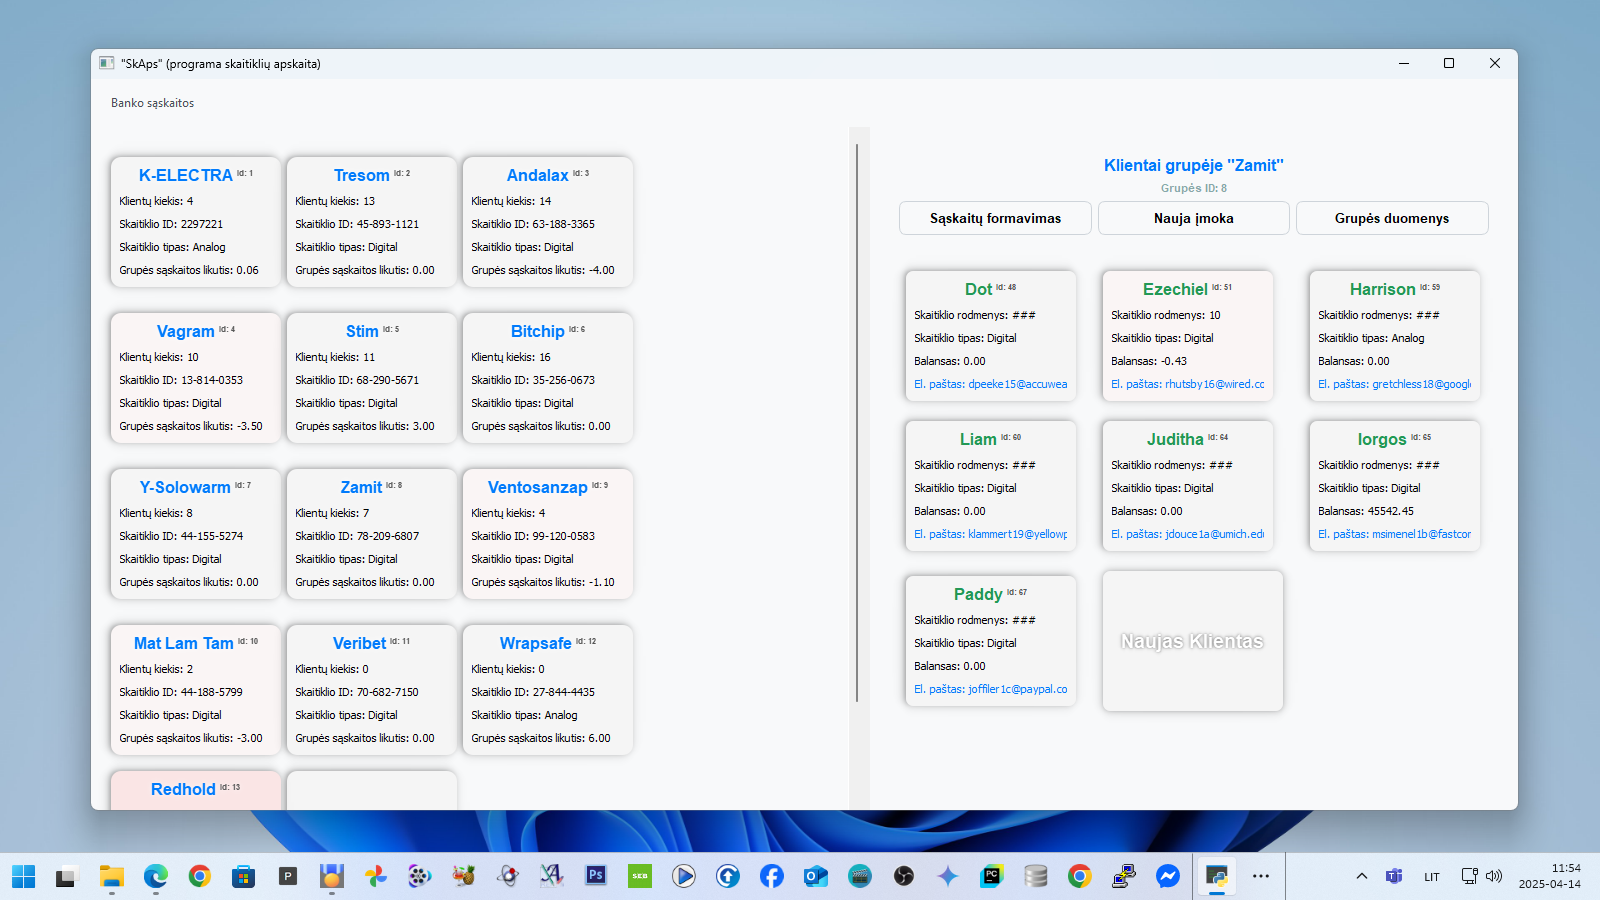 "SkAps" (programa skaitiklių apskaita)
Banko sąskaitos
K-ELECTRA id: 1
Klientų kiekis: 4
Skaitiklio ID: 2297221
Skaitiklio tipas: Analog
Grupės sąskaitos likutis: 0.06
Tresom id: 2
Klientų kiekis: 13
Skaitiklio ID: 45-893-1121
Skaitiklio tipas: Digital
Grupės sąskaitos likutis: 0.00
Andalax id: 3
Klientų kiekis: 14
Skaitiklio ID: 63-188-3365
Skaitiklio tipas: Digital
Grupės sąskaitos likutis: -4.00
Vagram id: 4
Klientų kiekis: 10
Skaitiklio ID: 13-814-0353
Skaitiklio tipas: Digital
Grupės sąskaitos likutis: -3.50
Stim id: 5
Klientų kiekis: 11
Skaitiklio ID: 68-290-5671
Skaitiklio tipas: Digital
Grupės sąskaitos likutis: 3.00
Bitchip id: 6
Klientų kiekis: 16
Skaitiklio ID: 35-256-0673
Skaitiklio tipas: Digital
Grupės sąskaitos likutis: 0.00
Y-Solowarm id: 7
Klientų kiekis: 8
Skaitiklio ID: 44-155-5274
Skaitiklio tipas: Digital
Grupės sąskaitos likutis: 0.00
Zamit id: 8
Klientų kiekis: 7
Skaitiklio ID: 78-209-6807
Skaitiklio tipas: Digital
Grupės sąskaitos likutis: 0.00
Ventosanzap id: 9
Klientų kiekis: 4
Skaitiklio ID: 99-120-0583
Skaitiklio tipas: Digital
Grupės sąskaitos likutis: -1.10
Mat Lam Tam id: 10
Klientų kiekis: 2
Skaitiklio ID: 44-188-5799
Skaitiklio tipas: Digital
Grupės sąskaitos likutis: -3.00
Veribet id: 11
Klientų kiekis: 0
Skaitiklio ID: 70-682-7150
Skaitiklio tipas: Digital
Grupės sąskaitos likutis: 0.00
Wrapsafe id: 12
Klientų kiekis: 0
Skaitiklio ID: 27-844-4435
Skaitiklio tipas: Analog
Grupės sąskaitos likutis: 6.00
Redhold id: 13
Klientai grupėje "Zamit"
Grupės ID: 8
Sąskaitų formavimas
Nauja įmoka
Grupės duomenys
Dot id: 48
Skaitiklio rodmenys: ###
Skaitiklio tipas: Digital
Balansas: 0.00
El. paštas: dpeeke15@accuwea
Ezechiel id: 51
Skaitiklio rodmenys: 10
Skaitiklio tipas: Digital
Balansas: -0.43
El. paštas: rhutsby16@wired.cc
Harrison id: 59
Skaitiklio rodmenys: ###
Skaitiklio tipas: Analog
Balansas: 0.00
El. paštas: gretchless18@googl
Liam id: 60
Skaitiklio rodmenys: ###
Skaitiklio tipas: Digital
Balansas: 0.00
El. paštas: klammert19@yellowp
Juditha id: 64
Skaitiklio rodmenys: ###
Skaitiklio tipas: Digital
Balansas: 0.00
El. paštas: jdouce1a@umich.edu
Iorgos id: 65
Skaitiklio rodmenys: ###
Skaitiklio tipas: Digital
Balansas: 45542.45
El. paštas: msimenel1b@fastcor
Paddy id: 67
Skaitiklio rodmenys: ###
Skaitiklio tipas: Digital
Balansas: 0.00
El. paštas: joffiler1c@paypal.co
Naujas Klientas
P
Ps
SEB
PC
LIT
11:54
2025-04-14